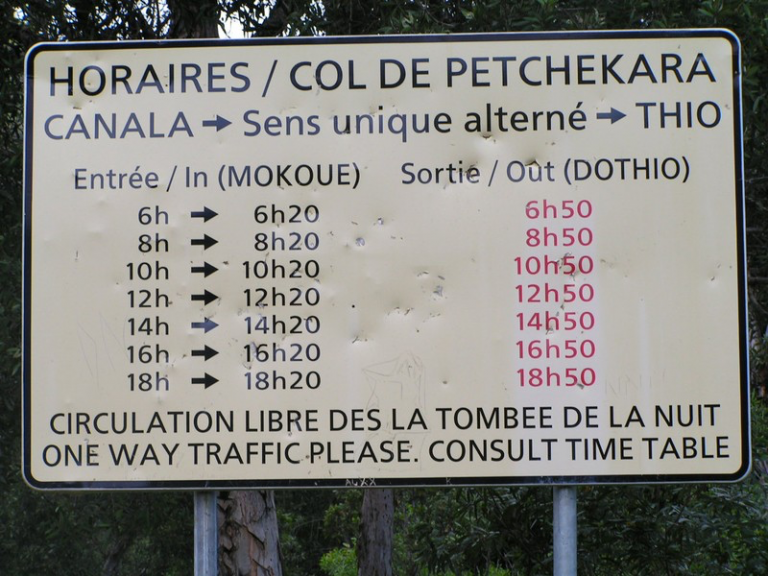 HORAIRES / COL DE PETCHEKARA
CANALA → Sens unique alterné → THIO
Entrée / In (MOKOUE) Sortie / Out (DOTHIO)
6h → 6h20 6h50
8h → 8h20 8h50
10h → 10h20 10h50
12h → 12h20 12h50
14h → 14h20 14h50
16h → 16h20 16h50
18h → 18h20 18h50
CIRCULATION LIBRE DES LA TOMBEE DE LA NUIT
ONE WAY TRAFFIC PLEASE. CONSULT TIME TABLE